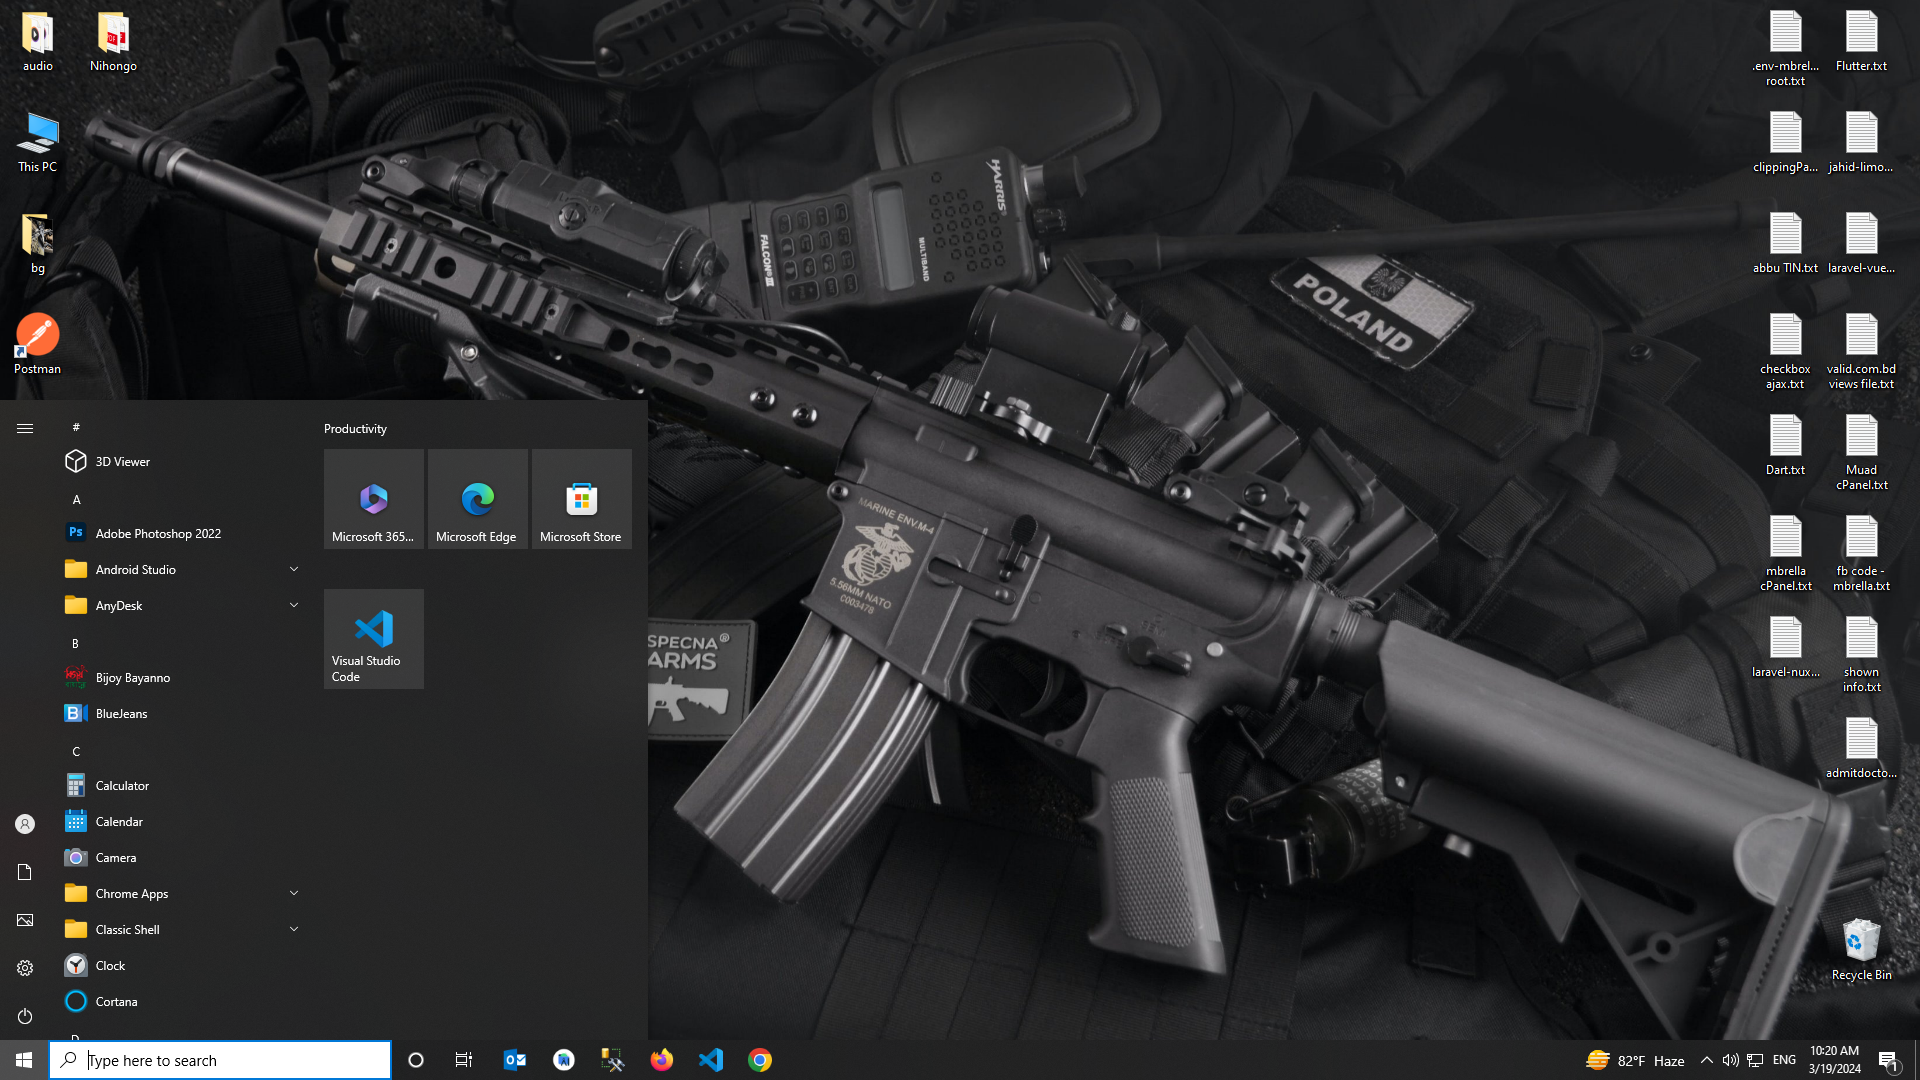 audio
Nihongo
This PC
bg
Postman
.env-mbrel...
root.txt
Flutter.txt
clippingPa...
jahid-limo...
abbu TIN.txt
laravel-vue...
checkbox
ajax.txt
valid.com.bd
views file.txt
Dart.txt
Muad
cPanel.txt
mbrella
cPanel.txt
fb code -
mbrella.txt
laravel-nux...
shown
info.txt
admitdocto...
Recycle Bin
HARRIS
FALCON III
MULTIBAND
POLAND
MARINE ENV.M-4
5.56MM NATO
C003478
SPECNA®
ARMS
#
3D Viewer
A
Ps
Adobe Photoshop 2022
Android Studio
AnyDesk
B
Bijoy Bayanno
B
BlueJeans
C
Calculator
Calendar
Camera
Chrome Apps
Classic Shell
Clock
Cortana
Productivity
Microsoft 365...
Microsoft Edge
Microsoft Store
Visual Studio
Code
Type here to search
82°F Haze
ENG
10:20 AM
3/19/2024
1